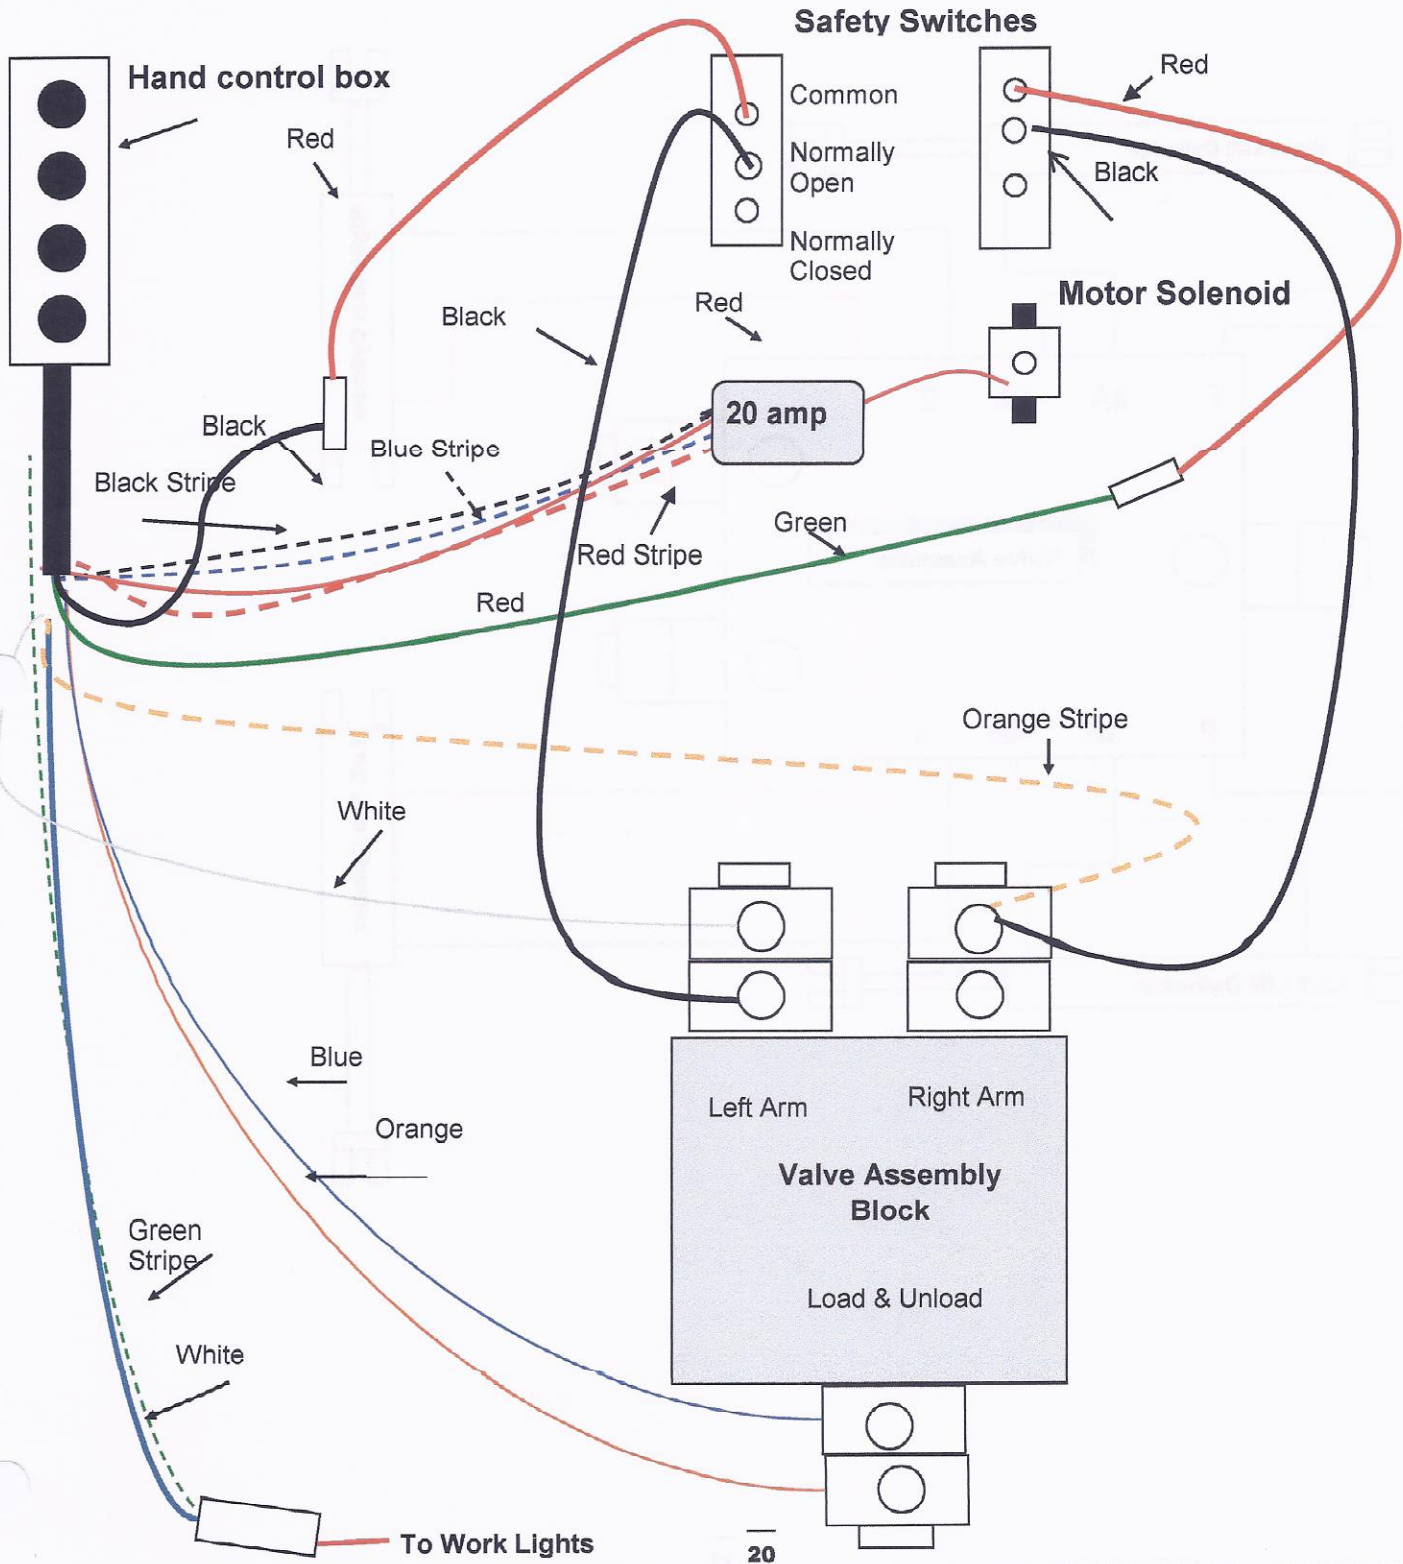 Safety Switches
Hand control box
Red
Common
Normally
Open
Normally
Closed
Red
Black
Motor Solenoid
Black
Red
20 amp
Black
Blue Stripe
Black Stripe
Green
Red Stripe
Red
Orange Stripe
White
Blue
Orange
Left Arm
Right Arm
Valve Assembly
Block
Load & Unload
Green
Stripe
White
To Work Lights
20